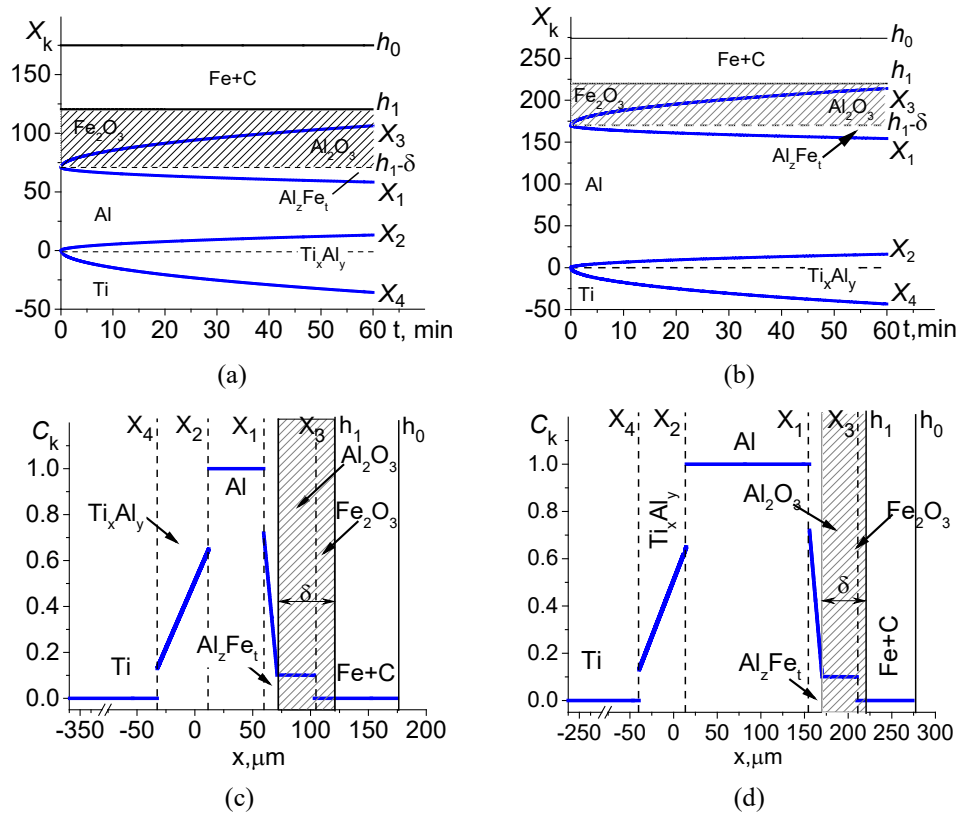 X_k
h_0
150
Fe+C
h_1
100
Fe_2O_3
X_3
Al_2O_3
h_1-δ
50
Al_zFe_t
X_1
Al
X_2
0
Ti_xAl_y
Ti
X_4
-50
0 10 20 30 40 50 60 t, min
(a)
X_k
h_0
250
Fe+C
h_1
200
Fe_2O_3
Al_2O_3
X_3
h_1-δ
150
Al_zFe_t
X_1
100
Al
50
X_2
0
Ti_xAl_y
Ti
X_4
-50
0 10 20 30 40 50 60 t, min
(b)
C_k
X_4 X_2 X_1 X_3 h_1 h_0
1.0
Al
Al_2O_3
0.8
Ti_xAl_y
Fe_2O_3
0.6
0.4
δ
0.2
Al_zFe_t
Ti
Fe+C
0.0
-350 -50 0 50 100 150 200
x,μm
(c)
C_k
X_4 X_2 X_1 X_3 h_1 h_0
1.0
Al
Al_2O_3
Fe_2O_3
0.8
Ti_xAl_y
0.6
0.4
δ
0.2
Ti
Al_zFe_t
Fe+C
0.0
-250 -50 0 50 100 150 200 250 300
x,μm
(d)